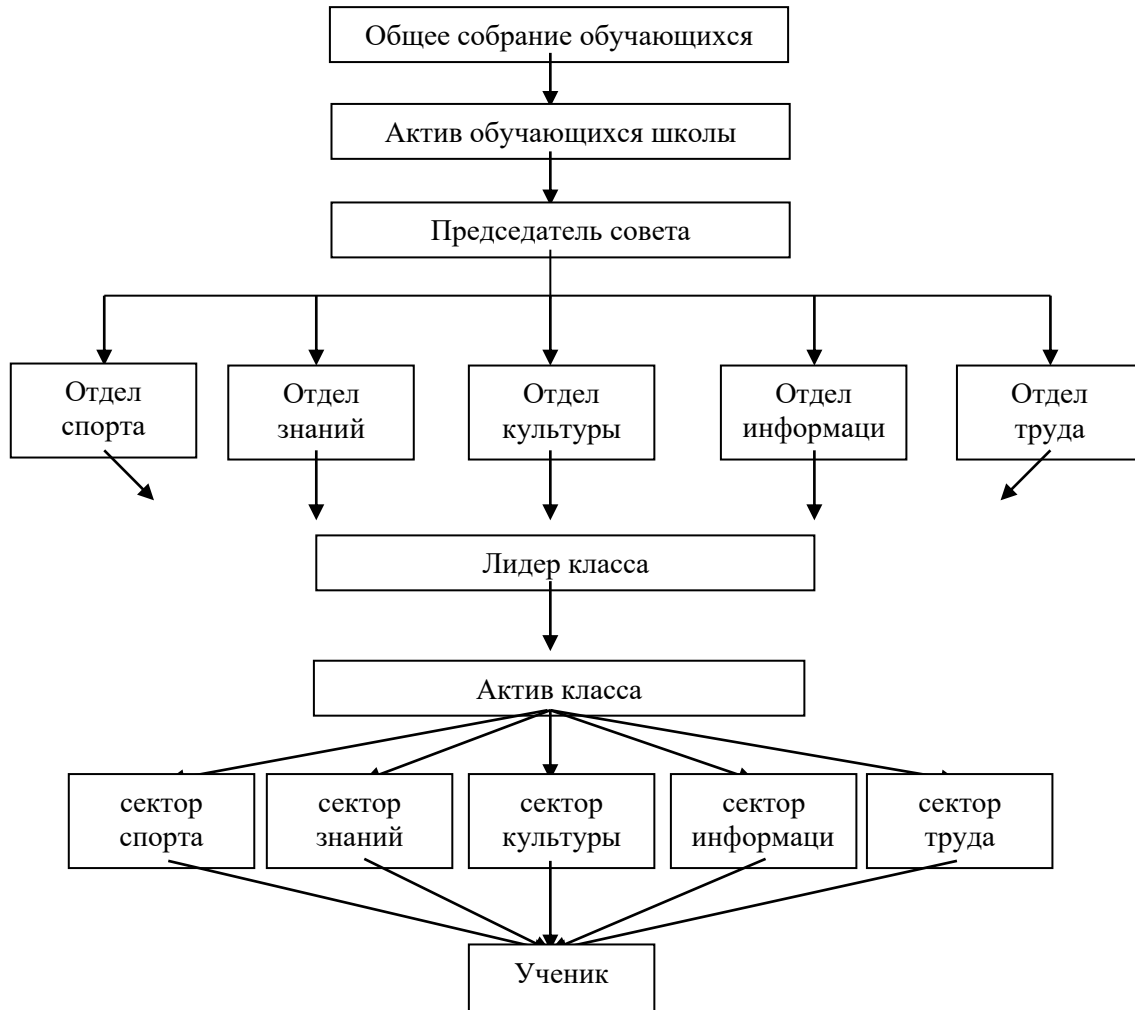 Общее собрание обучающихся
Актив обучающихся школы
Председатель совета
Отдел
спорта
Отдел
знаний
Отдел
культуры
Отдел
информаци
Отдел
труда
Лидер класса
Актив класса
сектор
спорта
сектор
знаний
сектор
культуры
сектор
информаци
сектор
труда
Ученик